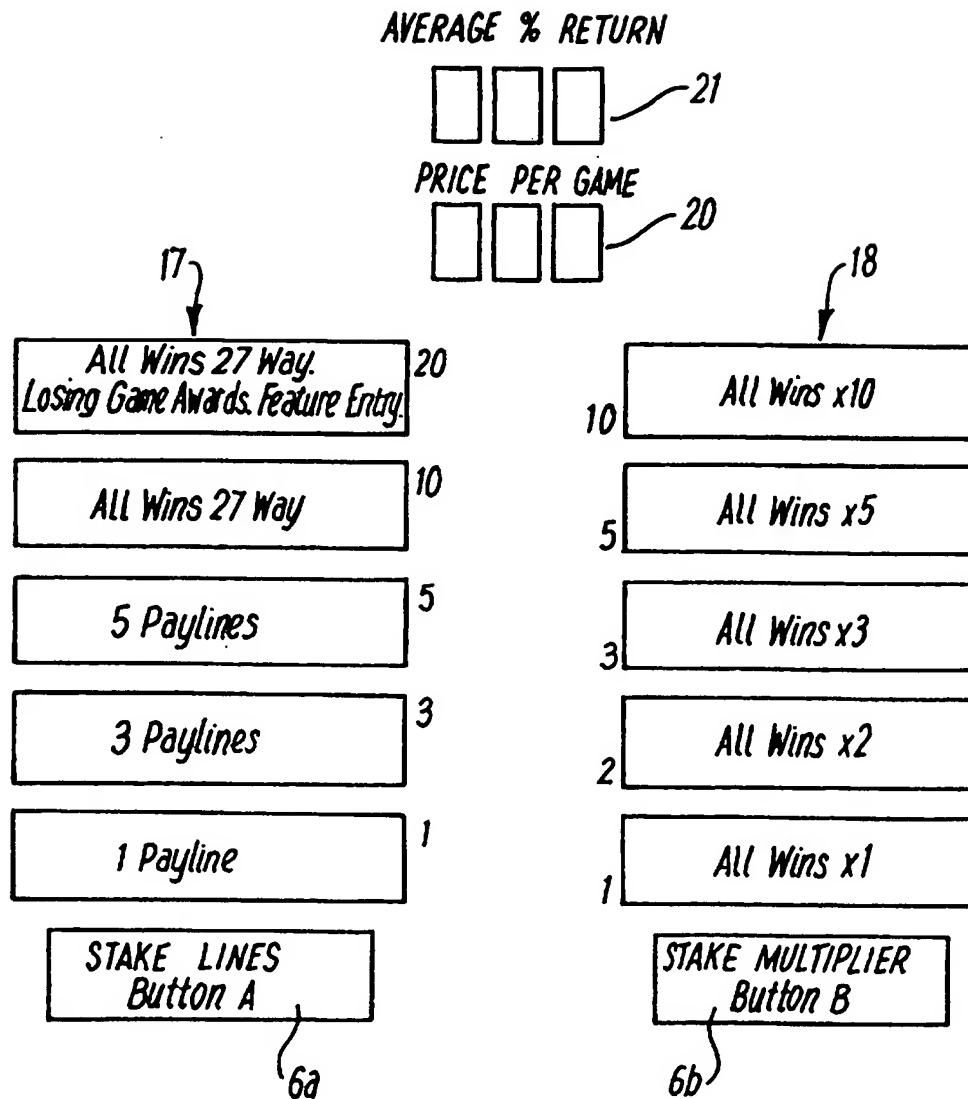 AVERAGE % RETURN
21
PRICE PER GAME
20
17
18
All Wins 27 Way.
Losing Game Awards. Feature Entry.
20
All Wins x10
10
All Wins 27 Way
10
All Wins x5
5
5 Paylines
5
All Wins x3
3
3 Paylines
3
All Wins x2
2
1 Payline
1
All Wins x1
1
STAKE LINES
Button A
STAKE MULTIPLIER
Button B
6a
6b